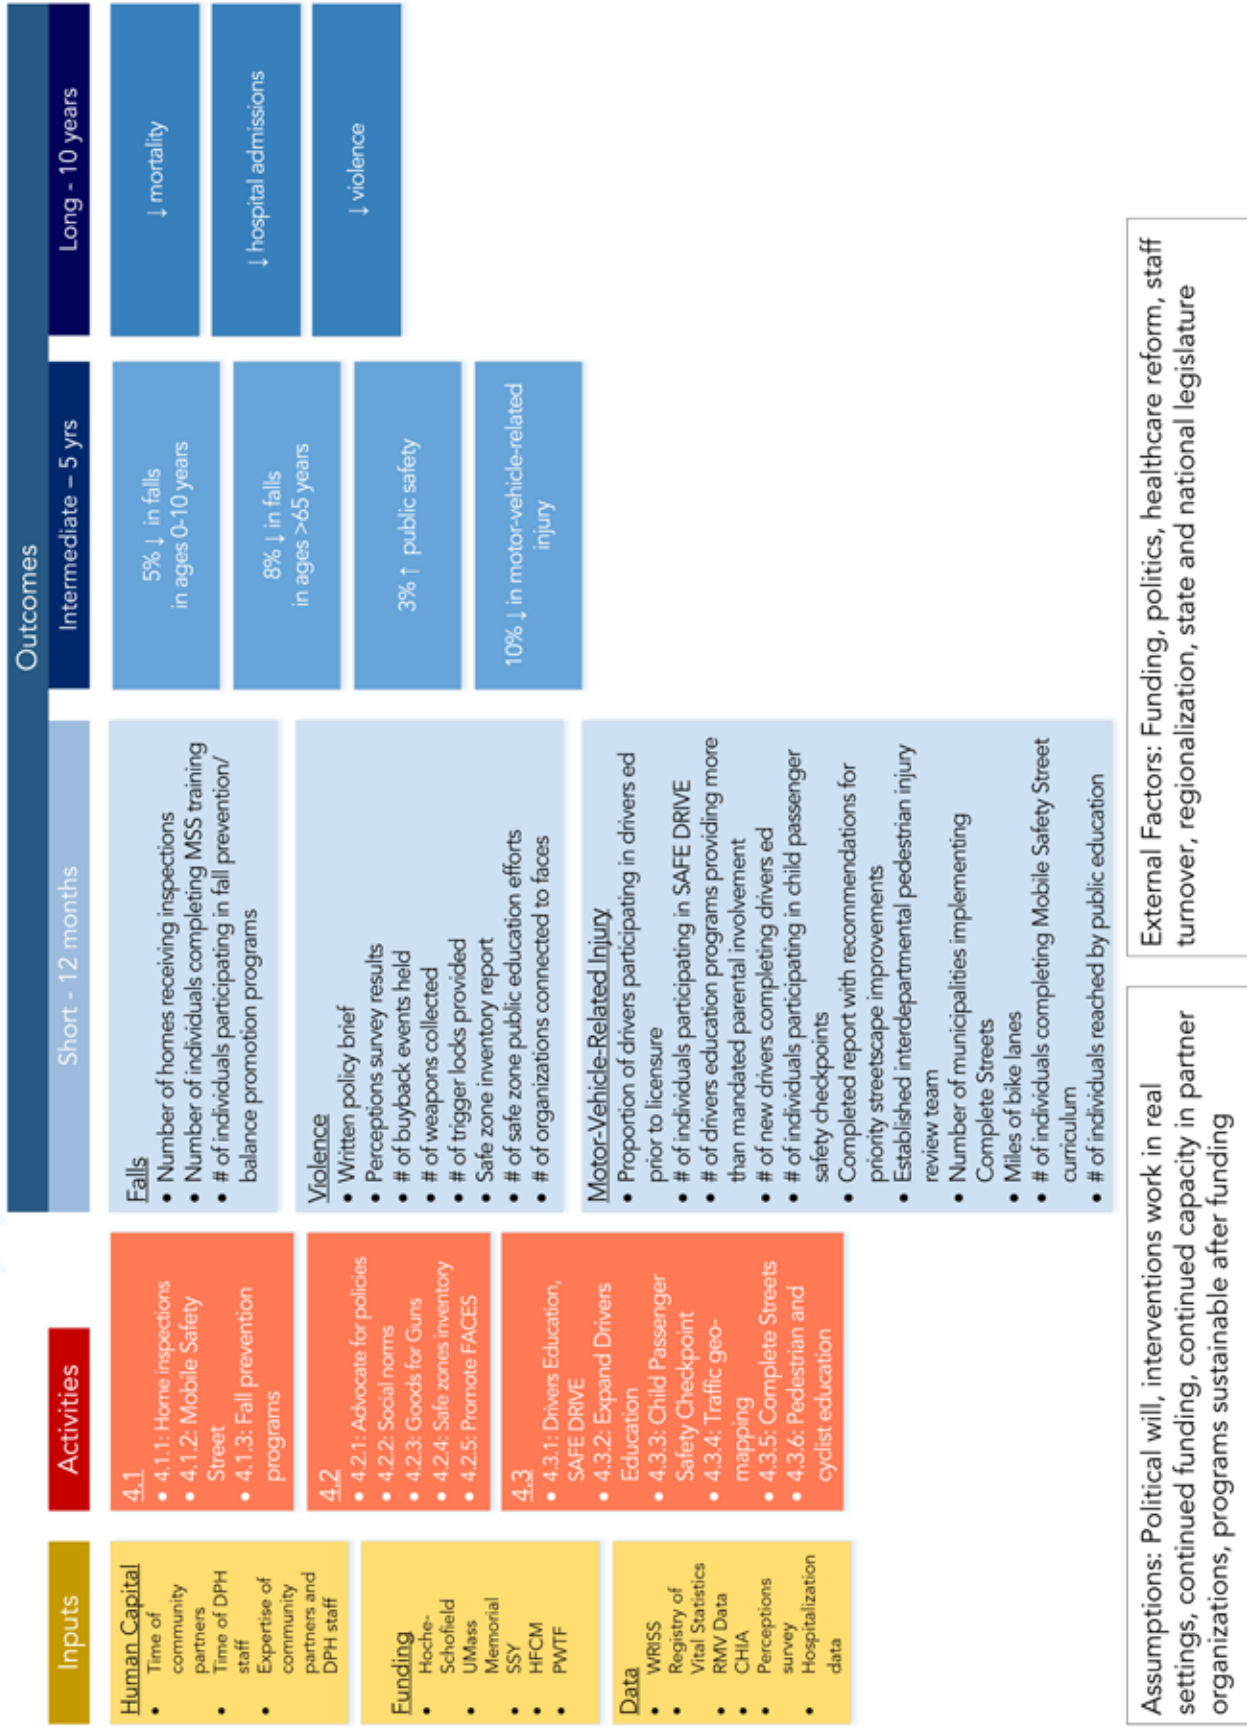 Outcomes
Inputs
Activities
Short - 12 months
Intermediate – 5 yrs
Long - 10 years
Human Capital
• Time of
community
partners
• Time of DPH
staff
• Expertise of
community
partners and
DPH staff
Funding
• Hoche-
Schofield
• UMass
Memorial
• SSY
• HFCM
• PWTF
Data
• WRISS
• Registry of
Vital Statistics
• RMV Data
• CHIA
• Perceptions
survey
• Hospitalization
data
4.1
• 4.1.1: Home inspections
• 4.1.2: Mobile Safety
Street
• 4.1.3: Fall prevention
programs
4.2
• 4.2.1: Advocate for policies
• 4.2.2: Social norms
• 4.2.3: Goods for Guns
• 4.2.4: Safe zones inventory
• 4.2.5: Promote FACES
4.3
• 4.3.1: Drivers Education,
SAFE DRIVE
• 4.3.2: Expand Drivers
Education
• 4.3.3: Child Passenger
Safety Checkpoint
• 4.3.4: Traffic geo-
mapping
• 4.3.5: Complete Streets
• 4.3.6: Pedestrian and
cyclist education
Falls
• Number of homes receiving inspections
• Number of individuals completing MSS training
• # of individuals participating in fall prevention/
balance promotion programs
Violence
• Written policy brief
• Perceptions survey results
• # of buyback events held
• # of weapons collected
• # of trigger locks provided
• Safe zone inventory report
• # of safe zone public education efforts
• # of organizations connected to faces
Motor-Vehicle-Related Injury
• Proportion of drivers participating in drivers ed
prior to licensure
• # of individuals participating in SAFE DRIVE
• # of drivers education programs providing more
than mandated parental involvement
• # of new drivers completing drivers ed
• # of individuals participating in child passenger
safety checkpoints
• Completed report with recommendations for
priority streetscape improvements
• Established interdepartmental pedestrian injury
review team
• Number of municipalities implementing
Complete Streets
• Miles of bike lanes
• # of individuals completing Mobile Safety Street
curriculum
• # of individuals reached by public education
5% ↓ in falls
in ages 0-10 years
8% ↓ in falls
in ages >65 years
3% ↑ public safety
10% ↓ in motor-vehicle-related
injury
↓ mortality
↓ hospital admissions
↓ violence
Assumptions: Political will, interventions work in real
settings, continued funding, continued capacity in partner
organizations, programs sustainable after funding
External Factors: Funding, politics, healthcare reform, staff
turnover, regionalization, state and national legislature